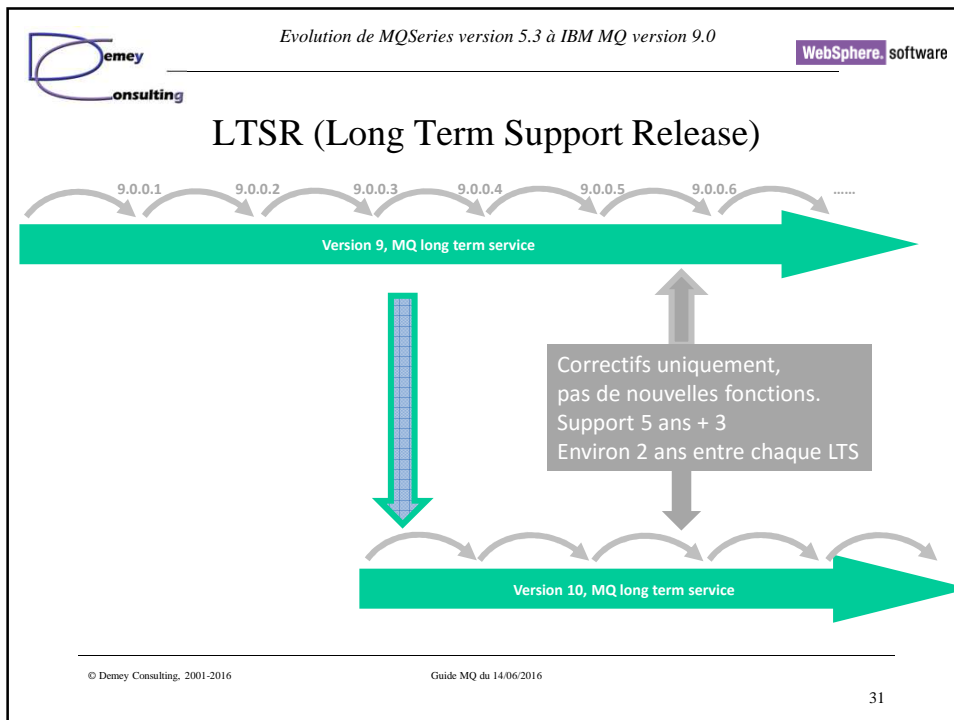 Evolution de MQSeries version 5.3 à IBM MQ version 9.0
Demey
Consulting
WebSphere. software
LTSR (Long Term Support Release)
9.0.0.1 9.0.0.2 9.0.0.3 9.0.0.4 9.0.0.5 9.0.0.6 ......
Version 9, MQ long term service
Correctifs uniquement,
pas de nouvelles fonctions.
Support 5 ans + 3
Environ 2 ans entre chaque LTS
Version 10, MQ long term service
© Demey Consulting, 2001-2016 Guide MQ du 14/06/2016
31